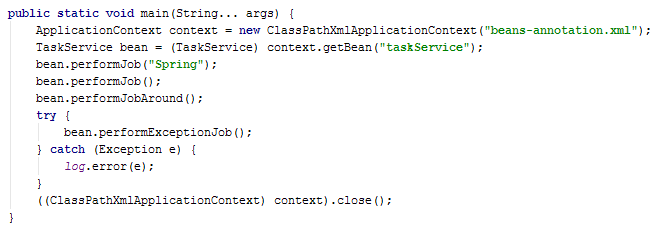 public static void main(String... args) {
    ApplicationContext context = new ClassPathXmlApplicationContext("beans-annotation.xml");
    TaskService bean = (TaskService) context.getBean("taskService");
    bean.performJob("Spring");
    bean.performJob();
    bean.performJobAround();
    try {
        bean.performExceptionJob();
    } catch (Exception e) {
        log.error(e);
    }
    ((ClassPathXmlApplicationContext) context).close();
}